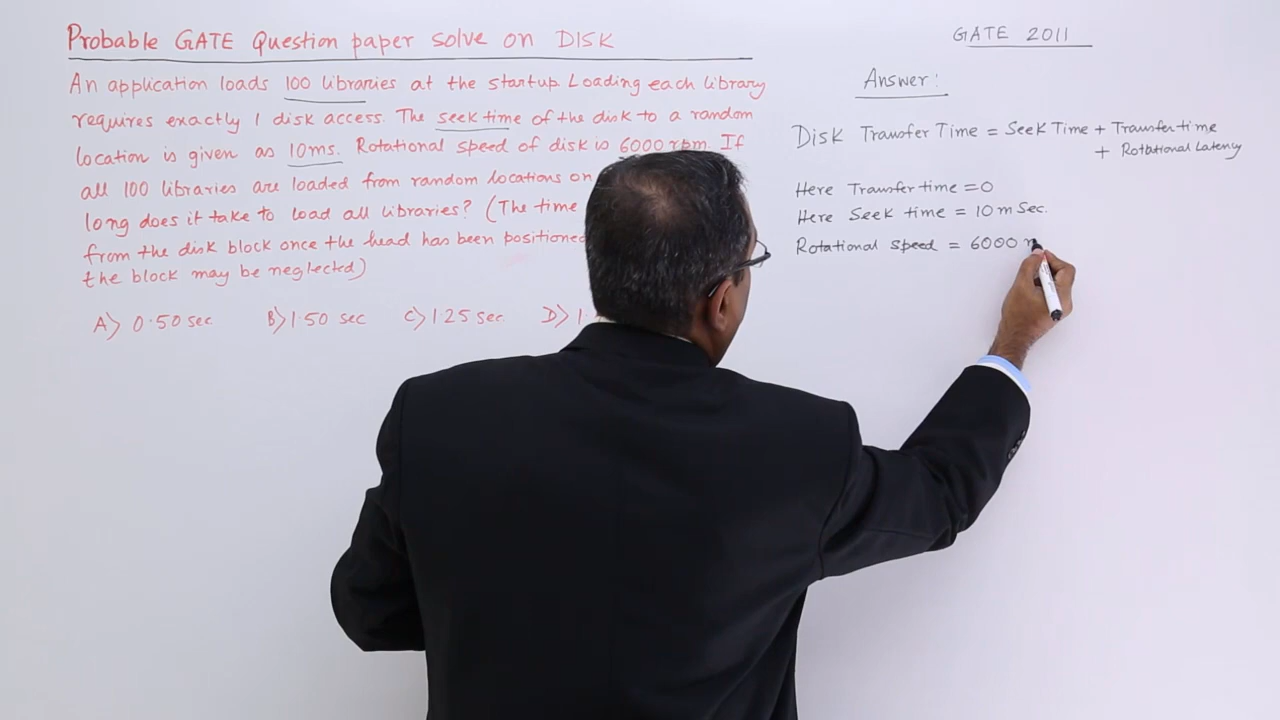 Probable GATE Question paper solve on DISK
GATE 2011
An application loads 100 libraries at the startup. Loading each library
requires exactly 1 disk access. The seek time of the disk to a random
location is given as 10ms. Rotational speed of disk is 6000 rpm. If
all 100 libraries are loaded from random locations on
long does it take to load all libraries? (The time
from the disk block once the head has been positioned
the block may be neglected)
A) 0.50 sec B) 1.50 sec C) 1.25 sec D) 1.
Answer:
Disk Transfer Time = Seek Time + Transfer time
+ Rotational Latency
Here Transfer time = 0
Here Seek time = 10 m Sec.
Rotational speed = 6000